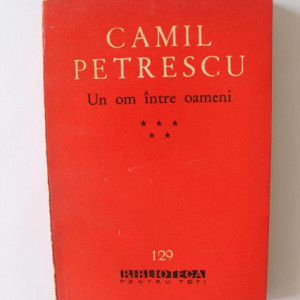 CAMIL
PETRESCU
Un om între oameni
★ ★ ★
★ ★
129
BIBLIOTECA
PENTRU TOȚI